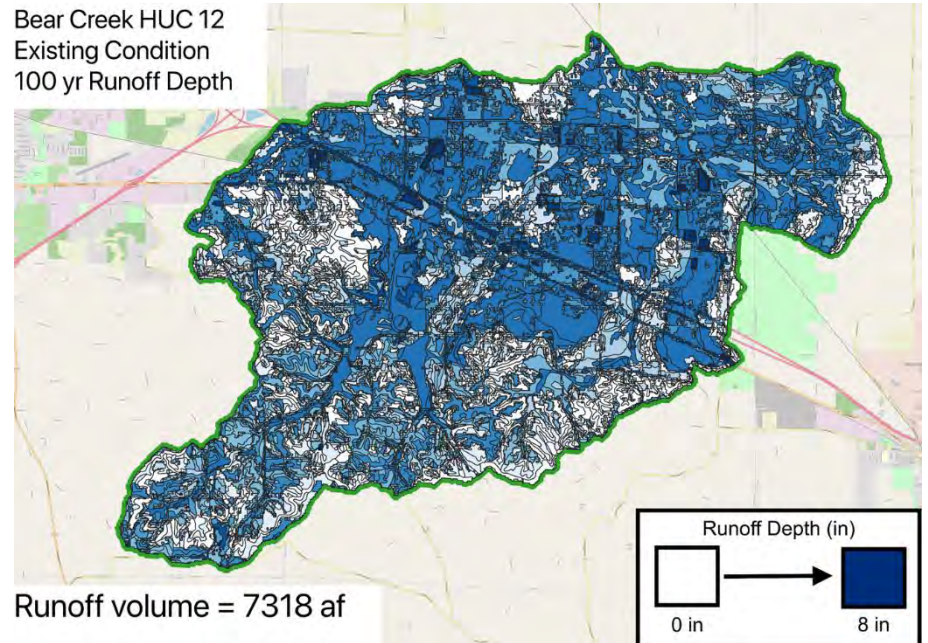 Bear Creek HUC 12
Existing Condition
100 yr Runoff Depth
Runoff volume = 7318 af
Runoff Depth (in)
0 in
8 in